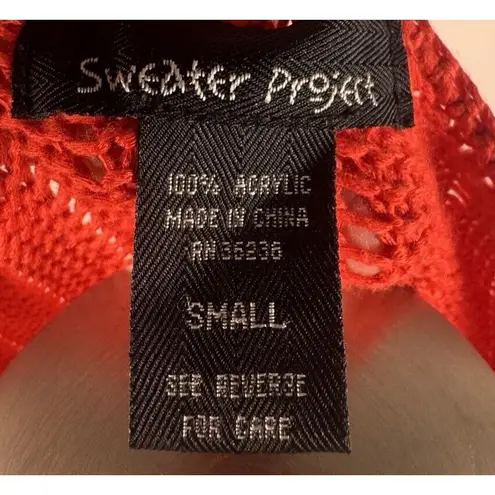 Sweater Project
100% ACRYLIC
MADE IN CHINA
RN36236
SMALL
SEE REVERSE
FOR CARE